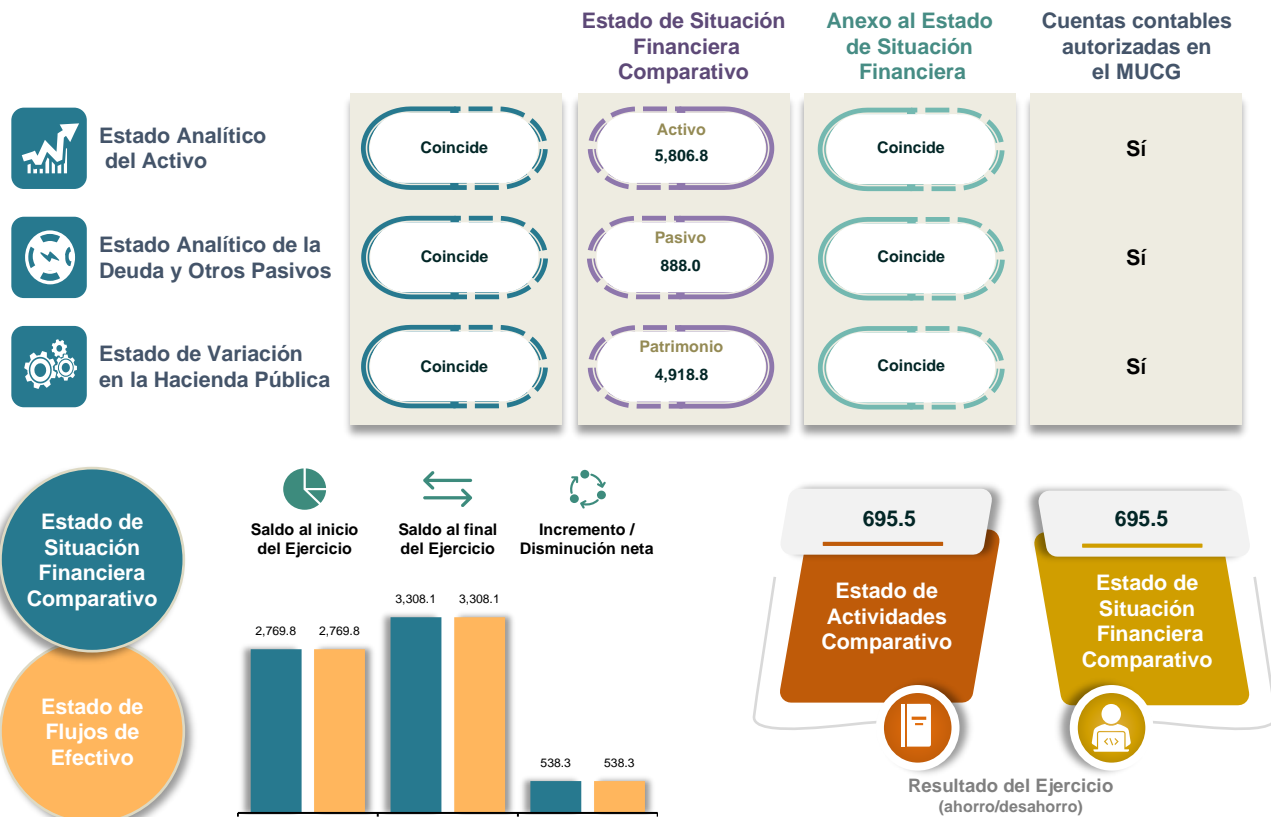 Estado de Situación
Financiera
Comparativo
Anexo al Estado
de Situación
Financiera
Cuentas contables
autorizadas en
el MUCG
Estado Analítico
del Activo
Coincide
Activo
5,806.8
Coincide
Sí
Estado Analítico de la
Deuda y Otros Pasivos
Coincide
Pasivo
888.0
Coincide
Sí
Estado de Variación
en la Hacienda Pública
Coincide
Patrimonio
4,918.8
Coincide
Sí
Estado de
Situación
Financiera
Comparativo
Estado de
Flujos de
Efectivo
Saldo al inicio
del Ejercicio
Saldo al final
del Ejercicio
Incremento /
Disminución neta
2,769.8
2,769.8
3,308.1
3,308.1
538.3
538.3
695.5
Estado de
Actividades
Comparativo
695.5
Estado de
Situación
Financiera
Comparativo
Resultado del Ejercicio
(ahorro/desahorro)